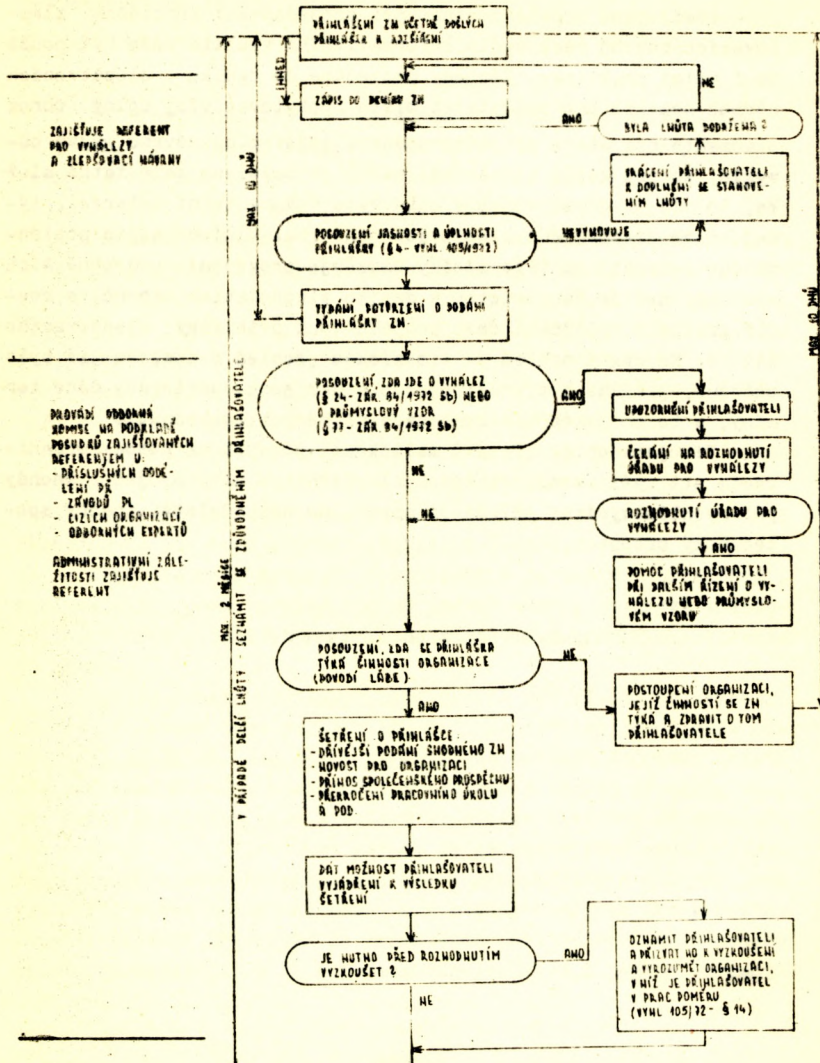 PŘIHLÁŠENÍ ZN VČETNĚ DOŠLÝCH
PŘIHLÁŠEK K ROZŠÍŘENÍ
IHNED
ZÁPIS DO DENÍKU ZN
NE
ANO
BYLA LHŮTA DODRŽENA ?
ZAJIŠŤUJE REFERENT
PRO VYNÁLEZY
A ZLEPŠOVACÍ NÁVRHY
VRÁCENÍ PŘIHLAŠOVATELI
K DOPLNĚNÍ SE STANOVE-
NÍM LHŮTY
MAX 10 DNŮ
POSOUZENÍ JASNOSTI A ÚPLNOSTI
PŘIHLÁŠKY (§ 4 - VYHL. 105/1972)
NEVYHOVUJE
VYDÁNÍ POTVRZENÍ O PODÁNÍ
PŘIHLÁŠKY ZN
MAX 10 DNŮ
POSOUZENÍ, ZDA JDE O VYNÁLEZ
(§ 24 - ZÁK. 84/1972 Sb) NEBO
O PRŮMYSLOVÝ VZOR
(§ 77 - ZÁK. 84/1972 Sb)
ANO
UPOZORNĚNÍ PŘIHLAŠOVATELI
PROVÁDÍ ODBORNÁ
KOMISE NA PODKLADĚ
POSUDKŮ ZAJIŠŤOVANÝCH
REFERENTEM U:
- PŘÍSLUŠNÝCH ODDĚ-
LENÍ PŘ
- ZÁVODŮ PL
- CIZÍCH ORGANIZACÍ
- ODBORNÝCH EXPERTŮ
ČEKÁNÍ NA ROZHODNUTÍ
ÚŘADU PRO VYNÁLEZY
NE
NE
ROZHODNUTÍ ÚŘADU PRO
VYNÁLEZY
ANO
ADMINISTRATIVNÍ ZÁLE-
ŽITOSTI ZAJIŠŤUJE
REFERENT
POMOC PŘIHLAŠOVATELI
PŘI DALŠÍM ŘÍZENÍ O VY-
NÁLEZU NEBO PRŮMYSLO-
VÉM VZORU
MAX 2 MĚSÍCE
V PŘÍPADĚ DELŠÍ LHŮTY - SEZNÁMIT SE ZDŮVODNĚNÍM PŘIHLAŠOVATELE
POSOUZENÍ, ZDA SE PŘIHLÁŠKA
TÝKÁ ČINNOSTI ORGANIZACE
(POVODÍ LABE)
NE
ANO
POSTOUPENÍ ORGANIZACI,
JEJÍŽ ČINNOSTÍ SE ZN
TÝKÁ A ZPRAVIT O TOM
PŘIHLAŠOVATELE
ŠETŘENÍ O PŘIHLÁŠCE:
- DŘÍVĚJŠÍ PODÁNÍ SHODNÉHO ZN
- NOVOST PRO ORGANIZACI
- PŘÍNOS SPOLEČENSKÉHO PROSPĚCHU
- PŘEKROČENÍ PRACOVNÍHO ÚKOLU
A POD.
DÁT MOŽNOST PŘIHLAŠOVATELI
VYJÁDŘENÍ K VÝSLEDKU
ŠETŘENÍ
JE NUTNO PŘED ROZHODNUTÍM
VYZKOUŠET ?
ANO
NE
OZNÁMIT PŘIHLAŠOVATELI
A PŘIZVAT HO K VYZKOUŠENÍ
A VYROZUMĚT ORGANIZACI,
V NÍŽ JE PŘIHLAŠOVATEL
V PRAC. POMĚRU
(VYHL. 105/72 - § 14)